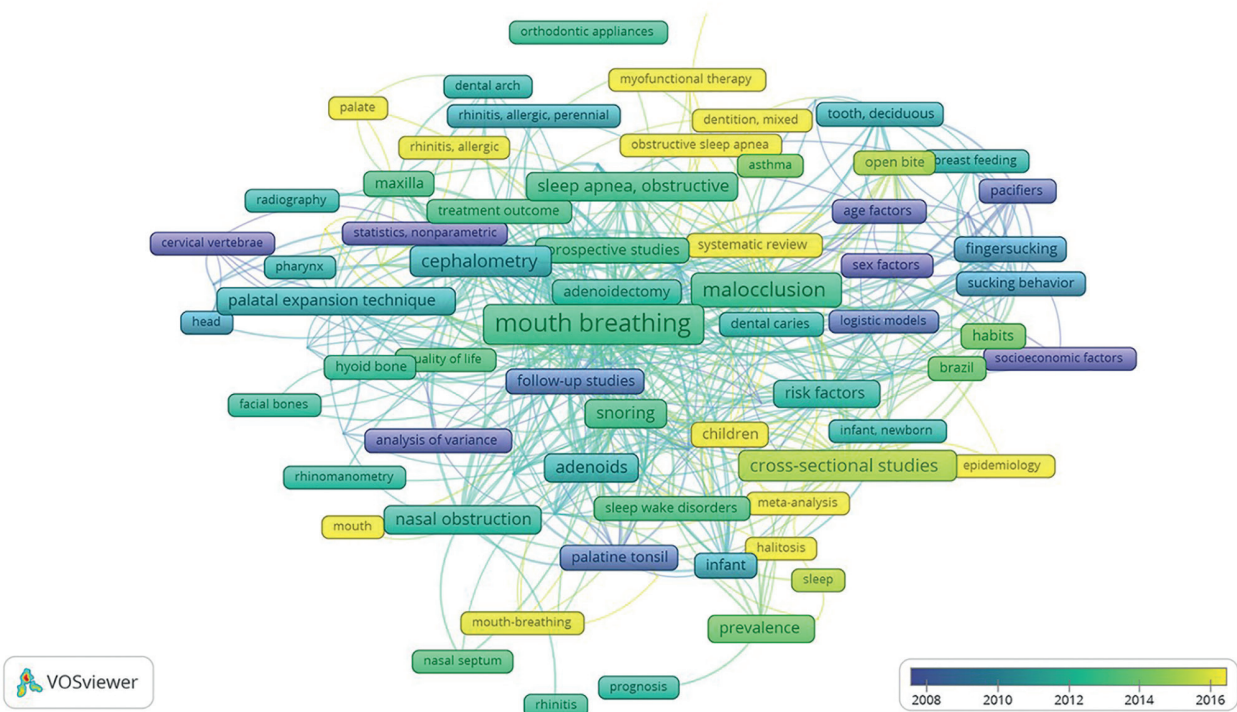 orthodontic appliances
myofunctional therapy
dental arch
palate
rhinitis, allergic, perennial
dentition, mixed
tooth, deciduous
rhinitis, allergic
obstructive sleep apnea
asthma
open bite
breast feeding
maxilla
sleep apnea, obstructive
pacifiers
radiography
treatment outcome
age factors
cervical vertebrae
statistics, nonparametric
prospective studies
systematic review
fingersucking
pharynx
cephalometry
sex factors
sucking behavior
palatal expansion technique
adenoidectomy
malocclusion
head
mouth breathing
dental caries
logistic models
habits
hyoid bone
quality of life
brazil
socioeconomic factors
follow-up studies
risk factors
facial bones
snoring
children
infant, newborn
analysis of variance
adenoids
cross-sectional studies
epidemiology
rhinomanometry
sleep wake disorders
meta-analysis
mouth
nasal obstruction
palatine tonsil
infant
halitosis
sleep
mouth-breathing
prevalence
nasal septum
prognosis
rhinitis
VOSviewer
2008 2010 2012 2014 2016